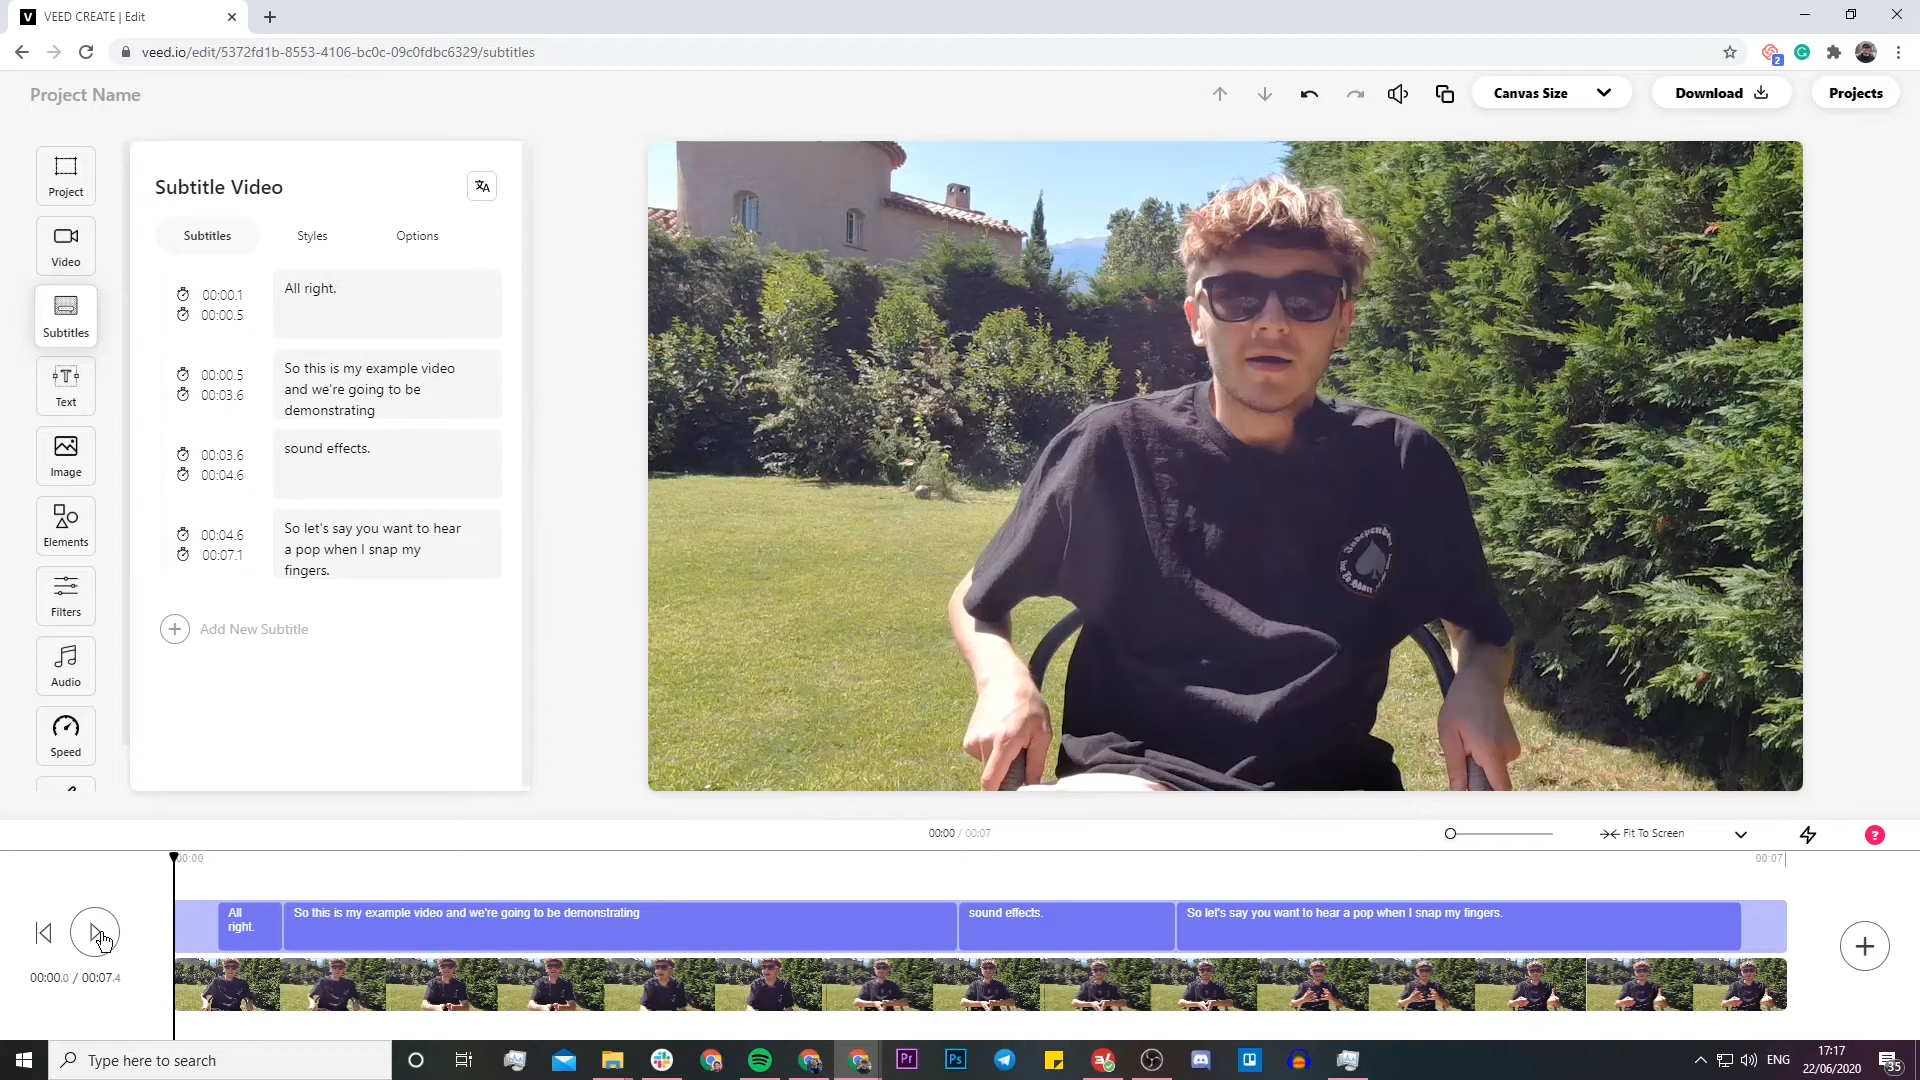 VEED CREATE | Edit
veed.io/edit/5372fd1b-8553-4106-bc0c-09c0fdbc6329/subtitles
2
Project Name
Canvas Size
Download
Projects
Project
Video
Subtitles
Text
Image
Elements
Filters
Audio
Speed
Subtitle Video
Subtitles
Styles
Options
00:00.1
00:00.5
All right.
00:00.5
00:03.6
So this is my example video
and we're going to be
demonstrating
00:03.6
00:04.6
sound effects.
00:04.6
00:07.1
So let's say you want to hear
a pop when I snap my
fingers.
Add New Subtitle
Independent
00:00 / 00:07
Fit To Screen
?
00:00
00:07
All
right.
So this is my example video and we're going to be demonstrating
sound effects.
So let's say you want to hear a pop when I snap my fingers.
00:00.0 / 00:07.4
Type here to search
Pr
Ps
ENG
17:17
22/06/2020
35